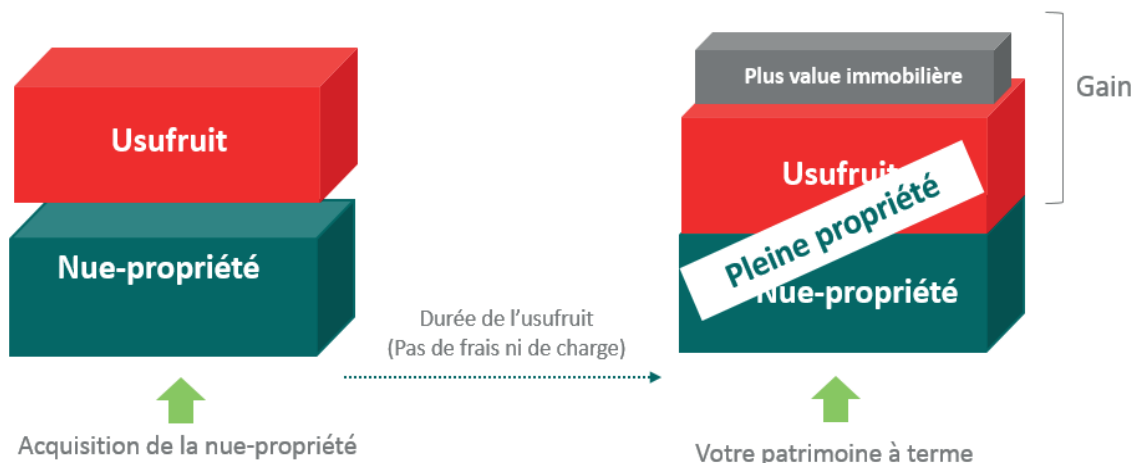 Usufruit
Nue-propriété
Acquisition de la nue-propriété
Durée de l’usufruit
(Pas de frais ni de charge)
Plus value immobilière
Usufruit
Pleine propriété
Nue-propriété
Gain
Votre patrimoine à terme